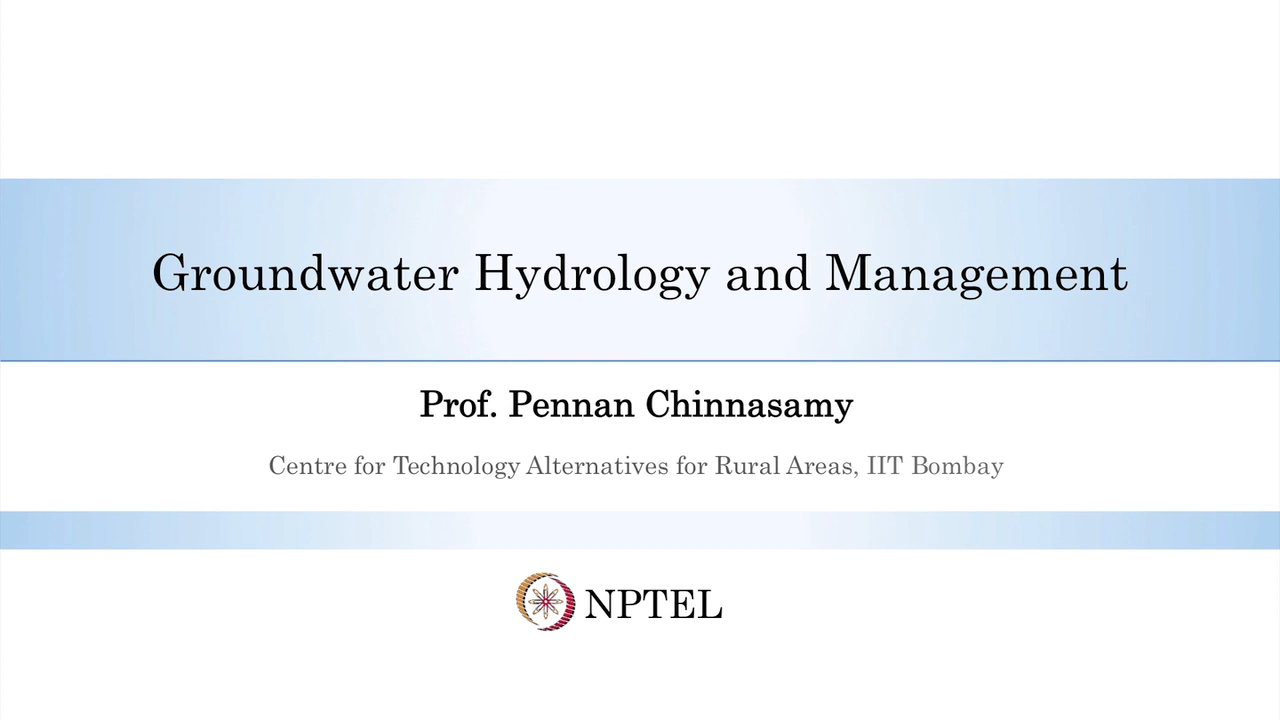 Groundwater Hydrology and Management
Prof. Pennan Chinnasamy
Centre for Technology Alternatives for Rural Areas, IIT Bombay
NPTEL